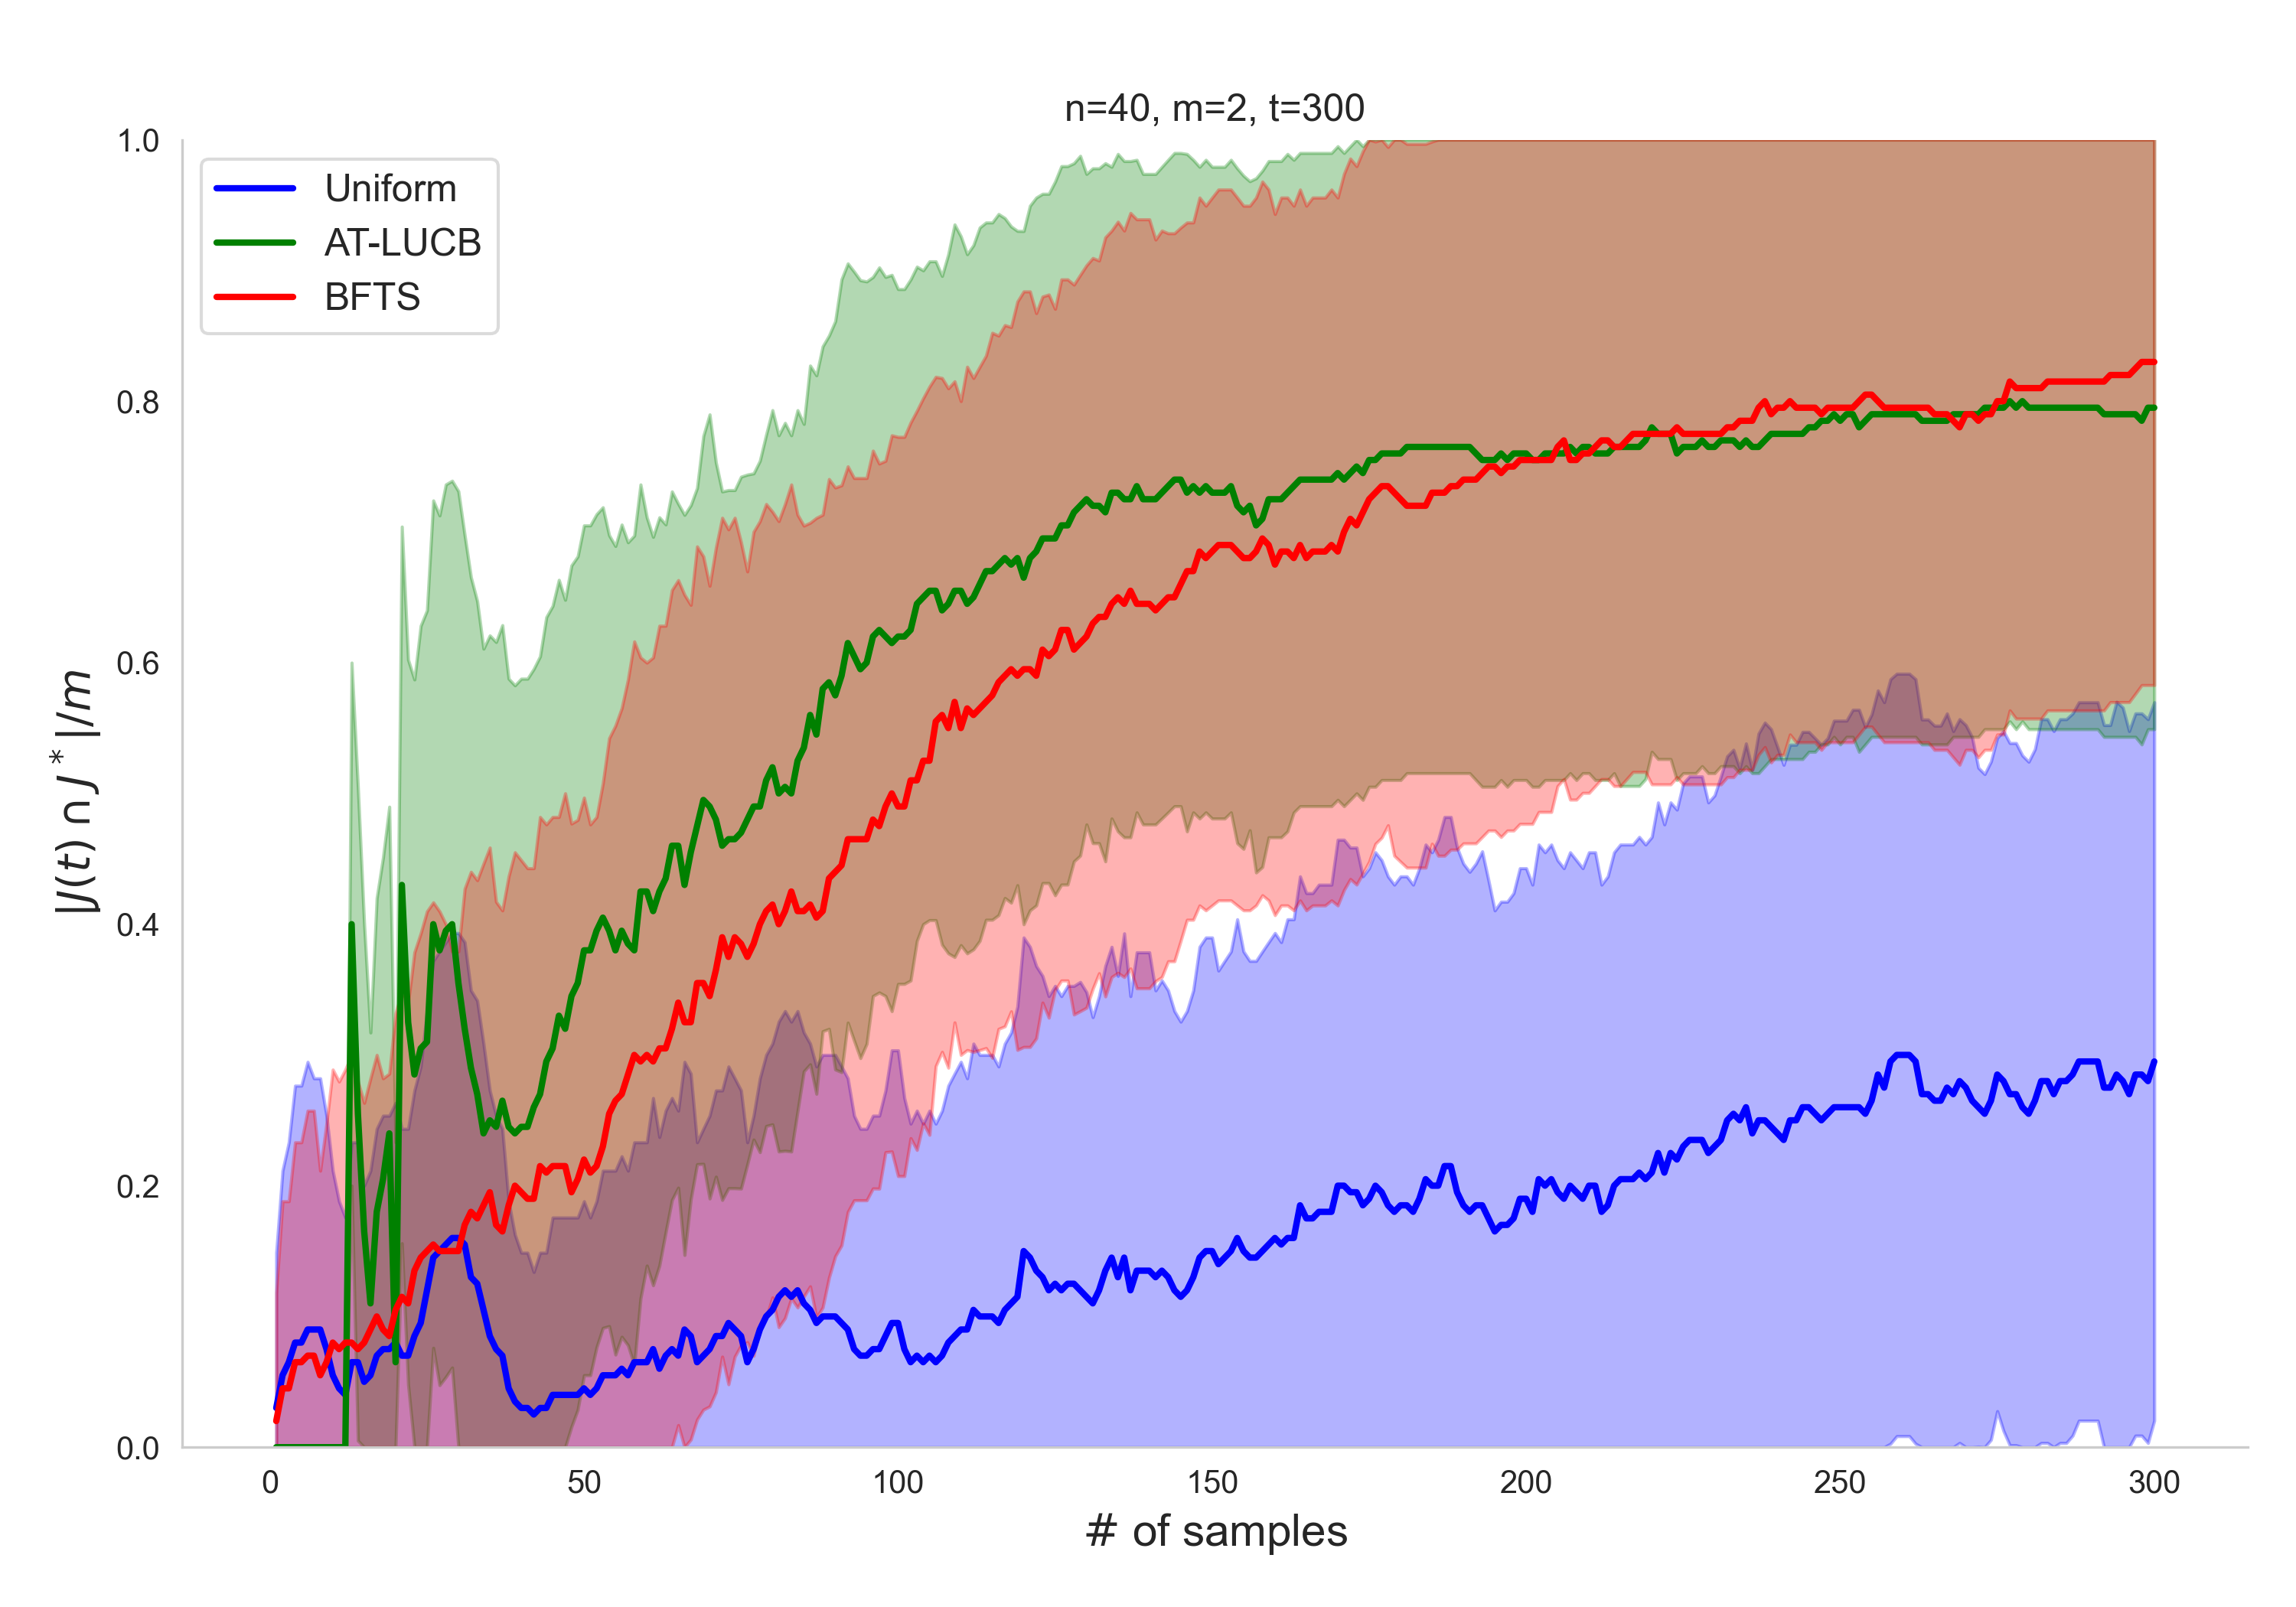 n=40, m=2, t=300
1.0
0.8
0.6
0.4
0.2
0.0
Uniform
AT-LUCB
BFTS
|J(t) ∩ J*|/m
0 50 100 150 200 250 300
# of samples